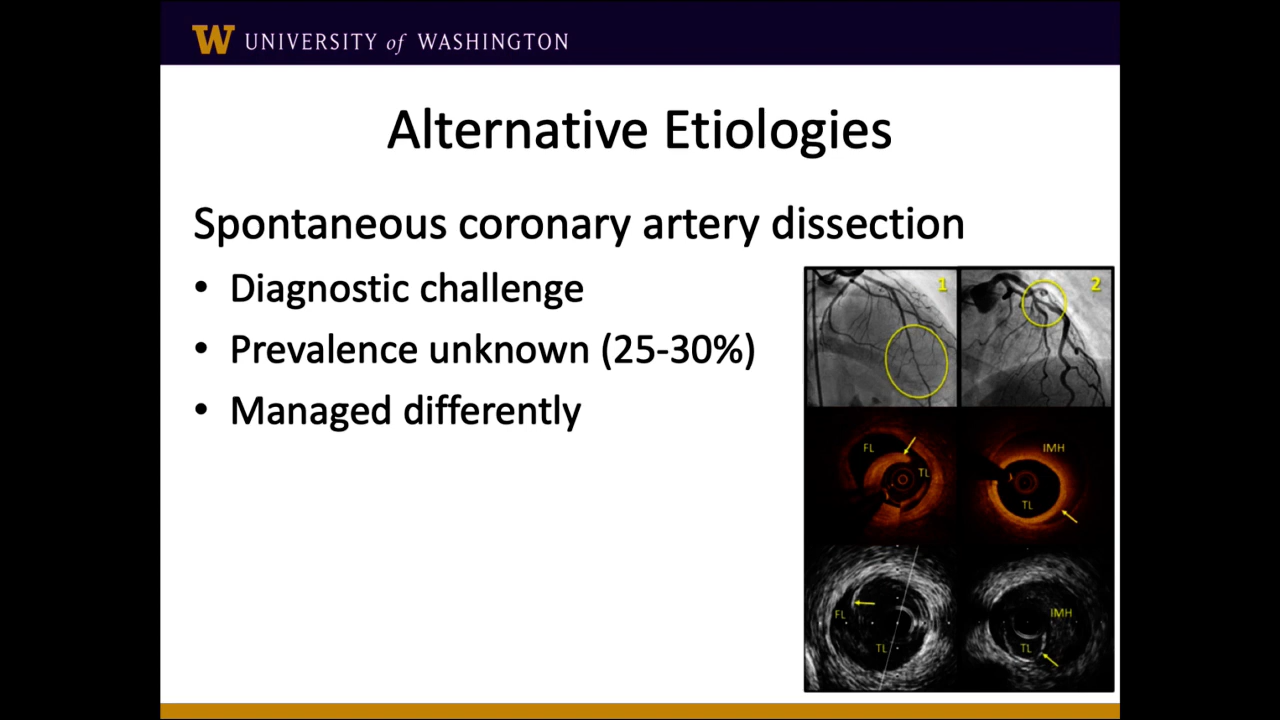 W UNIVERSITY of WASHINGTON
Alternative Etiologies
Spontaneous coronary artery dissection
• Diagnostic challenge
• Prevalence unknown (25-30%)
• Managed differently
1
2
FL
TL
IMH
TL
FL
TL
IMH
TL